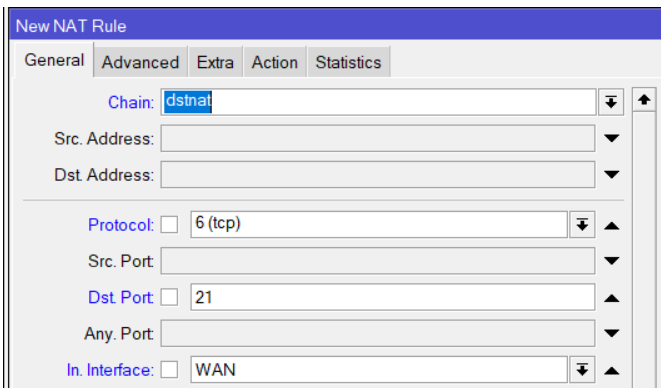 New NAT Rule
General Advanced Extra Action Statistics
Chain: dstnat
Src. Address:
Dst. Address:
Protocol: 6 (tcp)
Src. Port:
Dst. Port: 21
Any. Port:
In. Interface: WAN